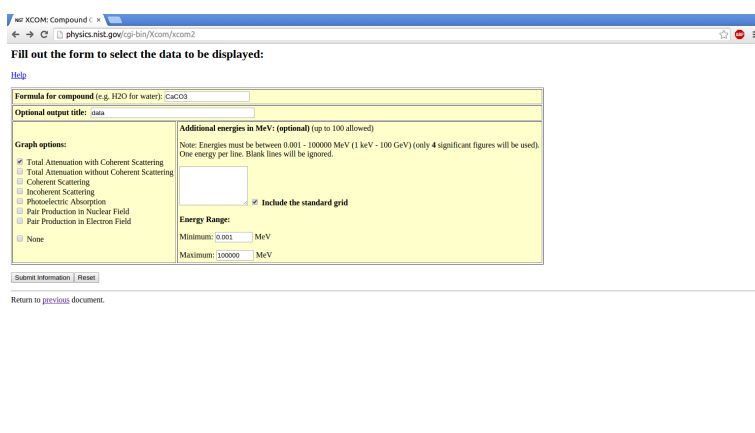 NIST XCOM: Compound C ×
physics.nist.gov/cgi-bin/Xcom/xcom2
ABP
Fill out the form to select the data to be displayed:
Help
Formula for compound (e.g. H2O for water): CaCO3
Optional output title: data
Graph options:
Total Attenuation with Coherent Scattering
Total Attenuation without Coherent Scattering
Coherent Scattering
Incoherent Scattering
Photoelectric Absorption
Pair Production in Nuclear Field
Pair Production in Electron Field
None
Additional energies in MeV: (optional) (up to 100 allowed)
Note: Energies must be between 0.001 - 100000 MeV (1 keV - 100 GeV) (only 4 significant figures will be used).
One energy per line. Blank lines will be ignored.
Include the standard grid
Energy Range:
Minimum: 0.001 MeV
Maximum: 100000 MeV
Submit Information Reset
Return to previous document.